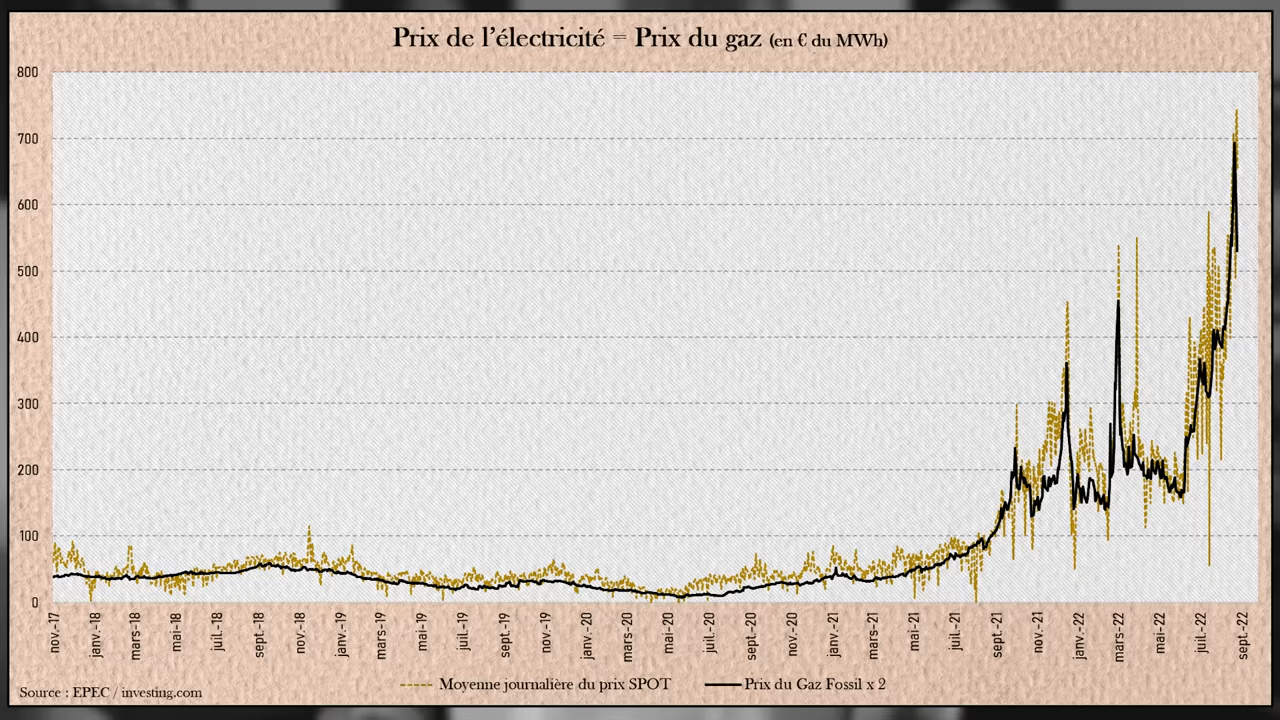 Prix de l’électricité = Prix du gaz (en € du MWh)
800
700
600
500
400
300
200
100
0
nov.-17
janv.-18
mars-18
mai-18
juil.-18
sept.-18
nov.-18
janv.-19
mars-19
mai-19
juil.-19
sept.-19
nov.-19
janv.-20
mars-20
mai-20
juil.-20
sept.-20
nov.-20
janv.-21
mars-21
mai-21
juil.-21
sept.-21
nov.-21
janv.-22
mars-22
mai-22
juil.-22
sept.-22
Moyenne journalière du prix SPOT
Prix du Gaz Fossil x 2
Source : EPEC / investing.com